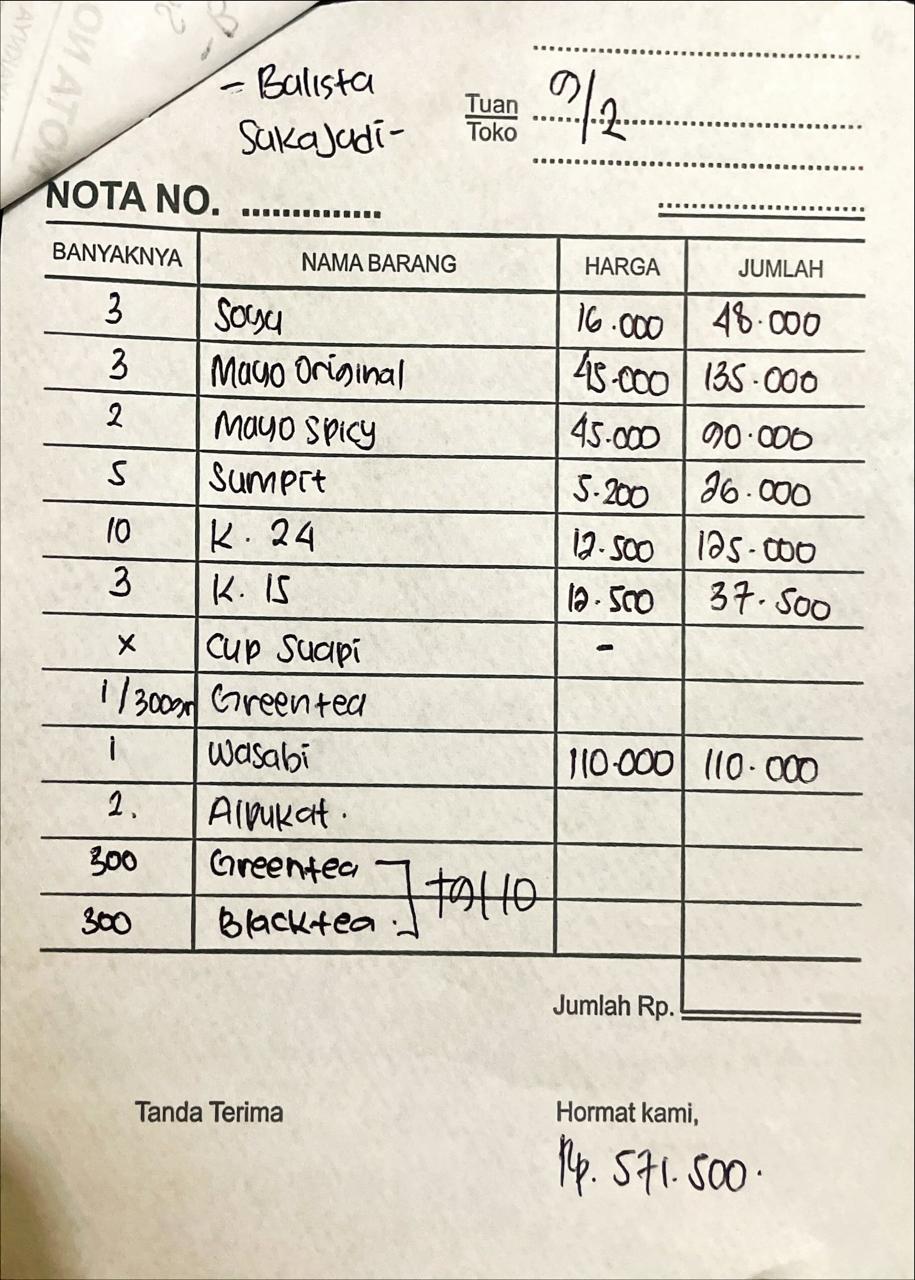 - Balista
Sukajadi -
Tuan
Toko
9/2
NOTA NO.
BANYAKNYA NAMA BARANG HARGA JUMLAH
3 Soya 16.000 48.000
3 Mayo Original 45.000 135.000
2 Mayo Spicy 45.000 90.000
5 Sumpit 5.200 26.000
10 K. 24 12.500 125.000
3 K. 15 12.500 37.500
x Cup Suapi -
1/300gr Greentea
1 Wasabi 110.000 110.000
2. Alpukat.
300 Greentea
300 Blacktea.
Jumlah Rp.
Tanda Terima Hormat kami,
Rp. 571.500.